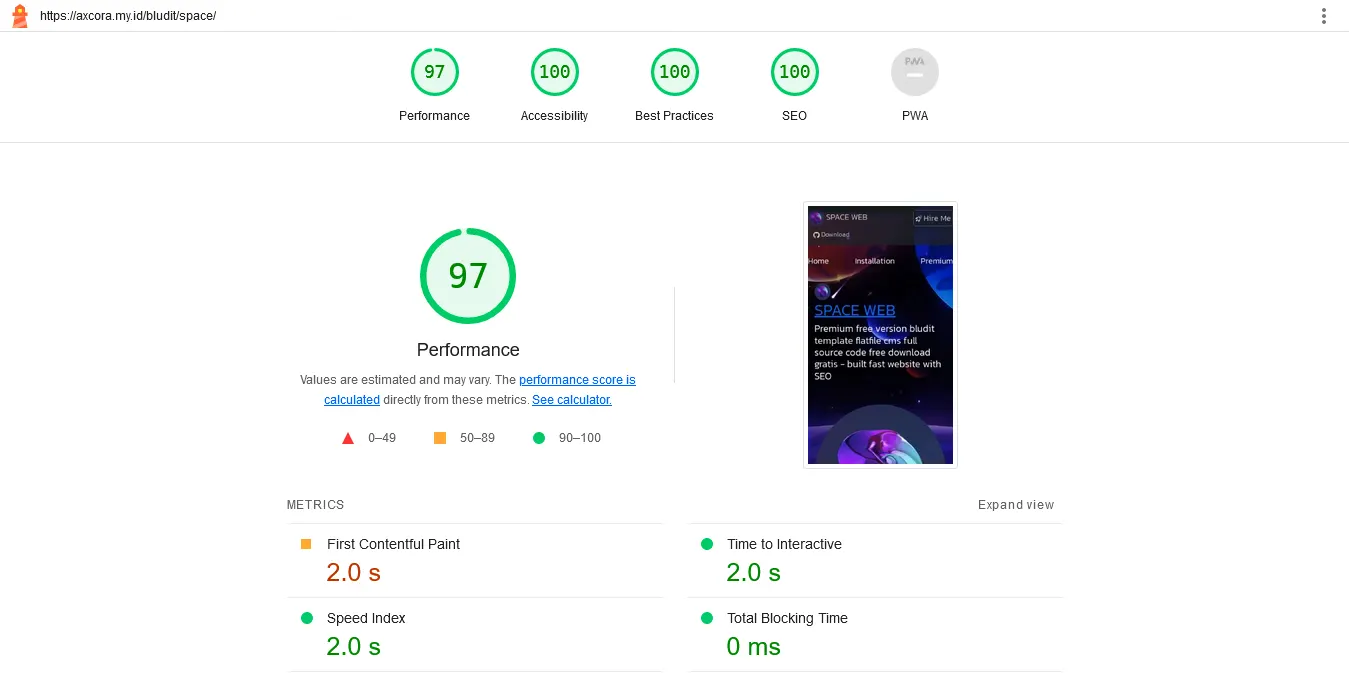 https://axcora.my.id/bludit/space/
97
100
100
100
PWA
Performance
Accessibility
Best Practices
SEO
PWA
97
Performance
Values are estimated and may vary. The performance score is
calculated directly from these metrics. See calculator.
0–49
50–89
90–100
SPACE WEB
Hire Me
Download
Home
Installation
Premium
SPACE WEB
Premium free version bludit
template flatfile cms full
source code free download
gratis - built fast website with
SEO
METRICS
Expand view
First Contentful Paint
2.0 s
Time to Interactive
2.0 s
Speed Index
2.0 s
Total Blocking Time
0 ms